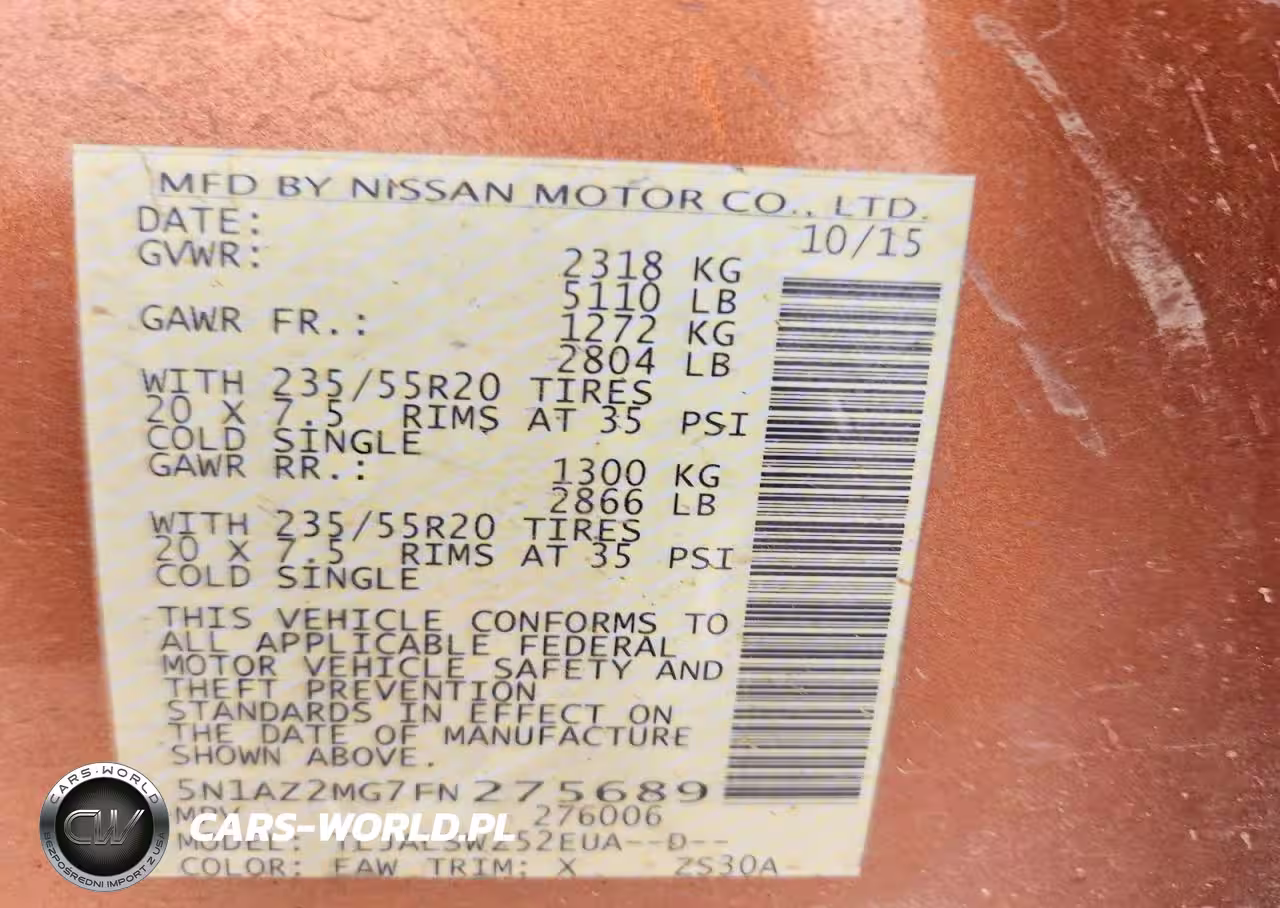 MFD BY NISSAN MOTOR CO., LTD.
DATE: 10/15
GVWR: 2318 KG
5110 LB
GAWR FR.: 1272 KG
2804 LB
WITH 235/55R20 TIRES
20 X 7.5 RIMS AT 35 PSI
COLD SINGLE
GAWR RR.: 1300 KG
2866 LB
WITH 235/55R20 TIRES
20 X 7.5 RIMS AT 35 PSI
COLD SINGLE
THIS VEHICLE CONFORMS TO
ALL APPLICABLE FEDERAL
MOTOR VEHICLE SAFETY AND
THEFT PREVENTION
STANDARDS IN EFFECT ON
THE DATE OF MANUFACTURE
SHOWN ABOVE.
5N1AZ2MG7FN275689
MPV 276006
MODEL:
COLOR: EAW TRIM: X 2S30A-
CARS-WORLD
CW
BEZPOŚREDNI IMPORT Z USA
CARS-WORLD.PL